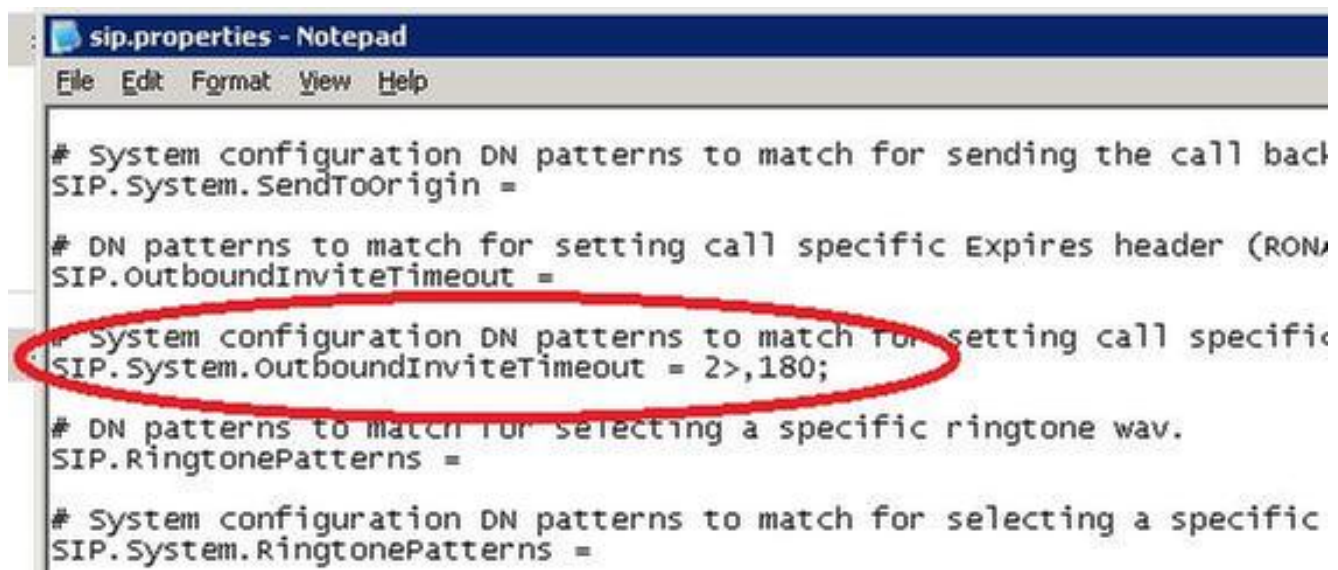 sip.properties - Notepad
File Edit Format View Help
# System configuration DN patterns to match for sending the call back
SIP.System.SendToOrigin =
# DN patterns to match for setting call specific Expires header (RONA
SIP.OutboundInviteTimeout =
# System configuration DN patterns to match for setting call specific
SIP.System.OutboundInviteTimeout = 2>,180;
# DN patterns to match for selecting a specific ringtone wav.
SIP.RingtonePatterns =
# System configuration DN patterns to match for selecting a specific
SIP.System.RingtonePatterns =